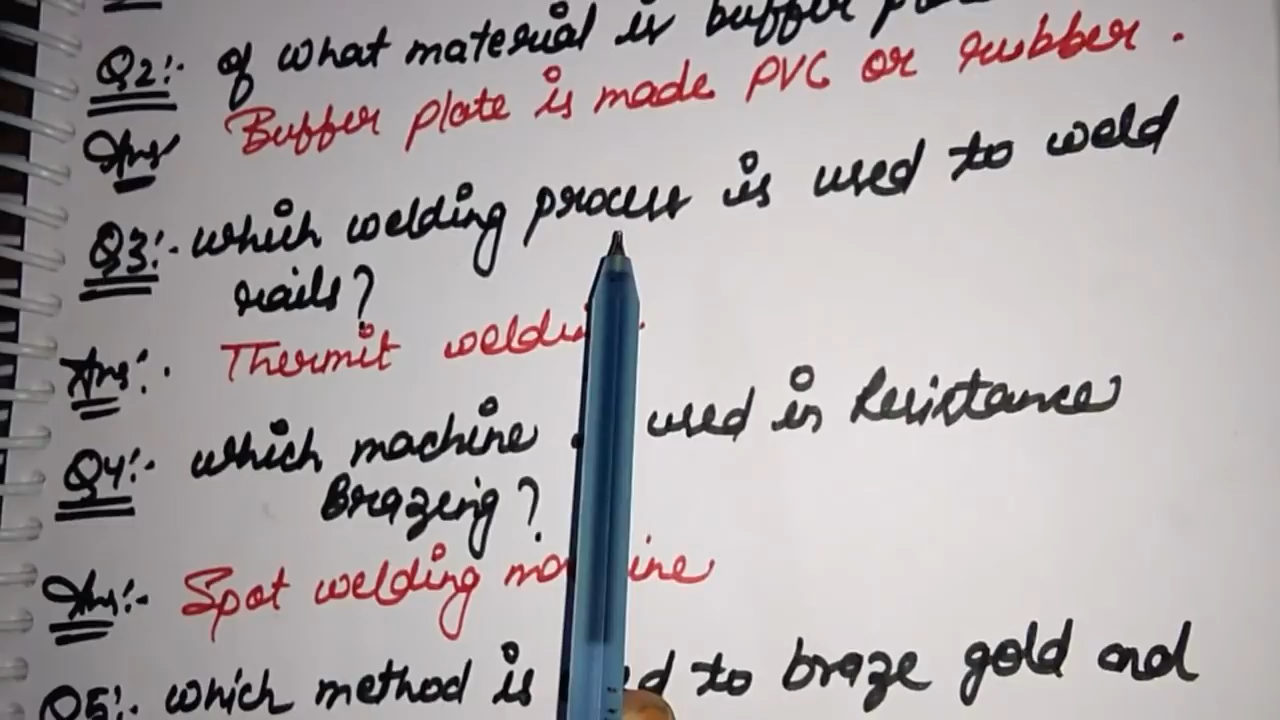 Q2:- Of what material is buffer
Ans Buffer plate is made PVC or rubber.
Q3:- which welding process is used to weld
rails?
Ans:- Thermit
Q4:- which machine used in Resistance
Brazeing?
Ans:- Spot welding
Q5:- which method is to braze gold and